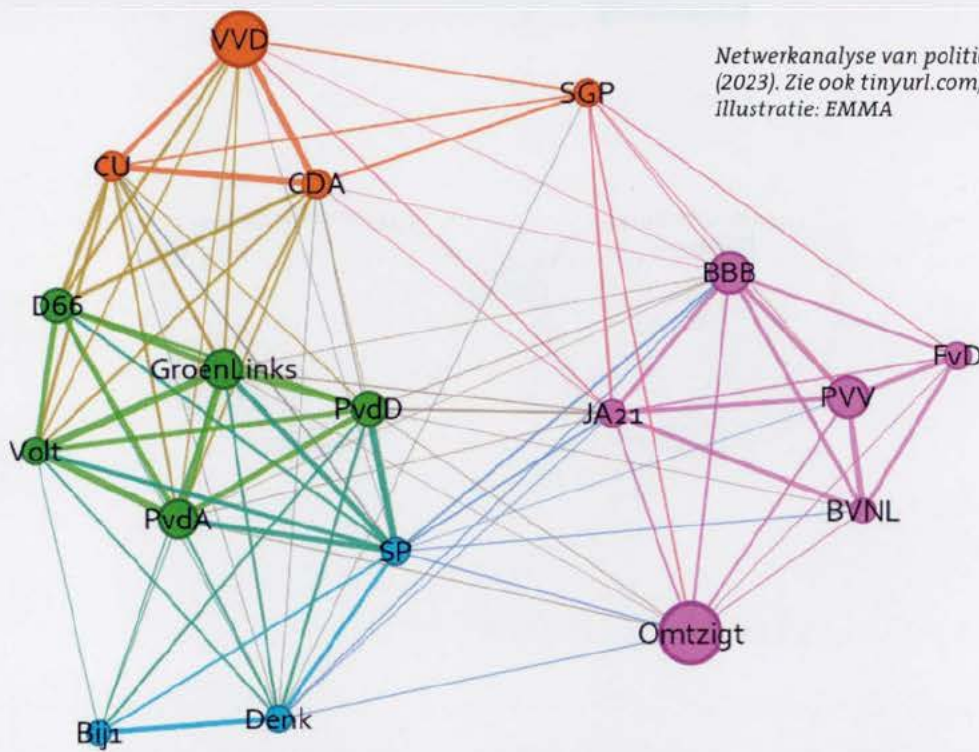 VVD
Netwerkanalyse van politi
(2023). Zie ook tinyurl.com,
Illustratie: EMMA
SGP
CU
CDA
BBB
D66
GroenLinks
FvD
PvdD
PVV
JA21
Volt
PvdA
BVNL
SP
Omtzigt
Denk
Bij1